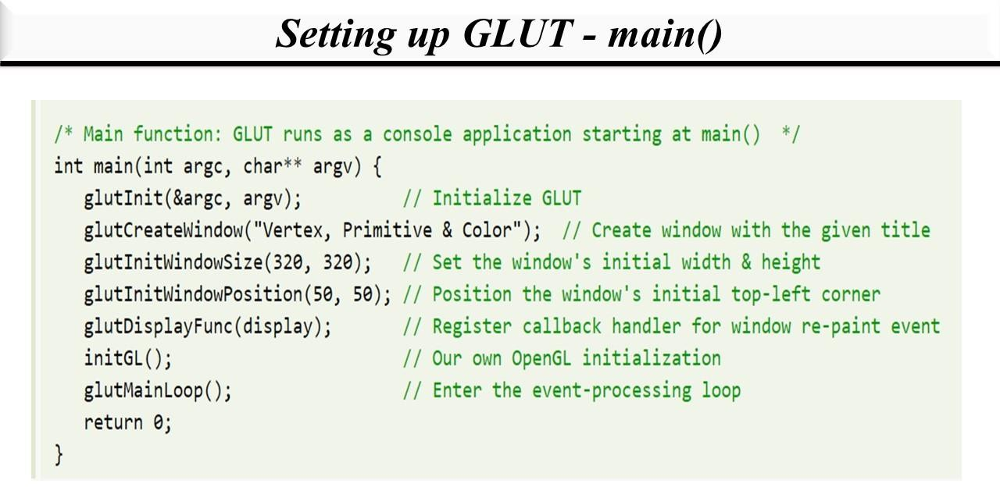 Setting up GLUT - main()
/* Main function: GLUT runs as a console application starting at main()  */
int main(int argc, char** argv) {
   glutInit(&argc, argv);          // Initialize GLUT
   glutCreateWindow("Vertex, Primitive & Color");  // Create window with the given title
   glutInitWindowSize(320, 320);   // Set the window's initial width & height
   glutInitWindowPosition(50, 50); // Position the window's initial top-left corner
   glutDisplayFunc(display);       // Register callback handler for window re-paint event
   initGL();                       // Our own OpenGL initialization
   glutMainLoop();                 // Enter the event-processing loop
   return 0;
}